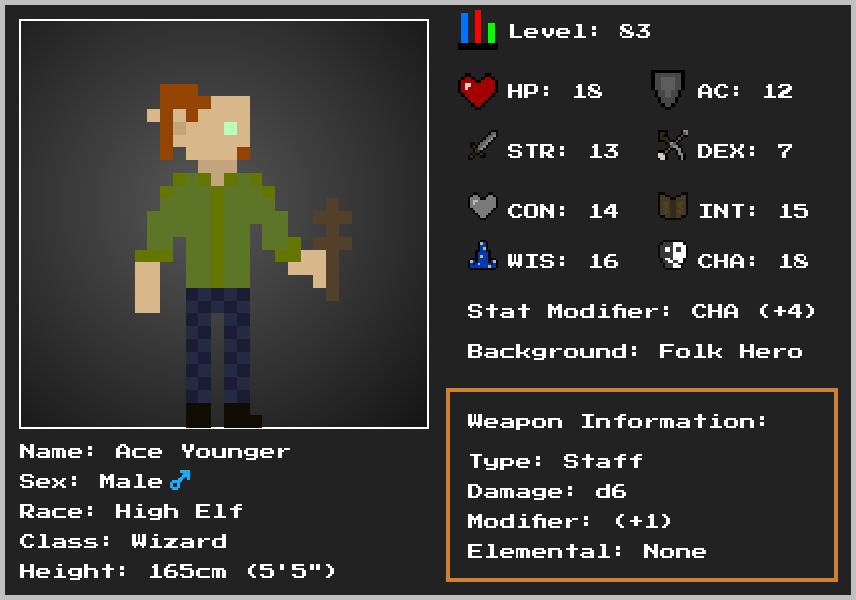 Level: 83
HP: 18 AC: 12
STR: 13 DEX: 7
CON: 14 INT: 15
WIS: 16 CHA: 18
Stat Modifier: CHA (+4)
Background: Folk Hero
Weapon Information:
Type: Staff
Damage: d6
Modifier: (+1)
Elemental: None
Name: Ace Younger
Sex: Male ♂
Race: High Elf
Class: Wizard
Height: 165cm (5'5")